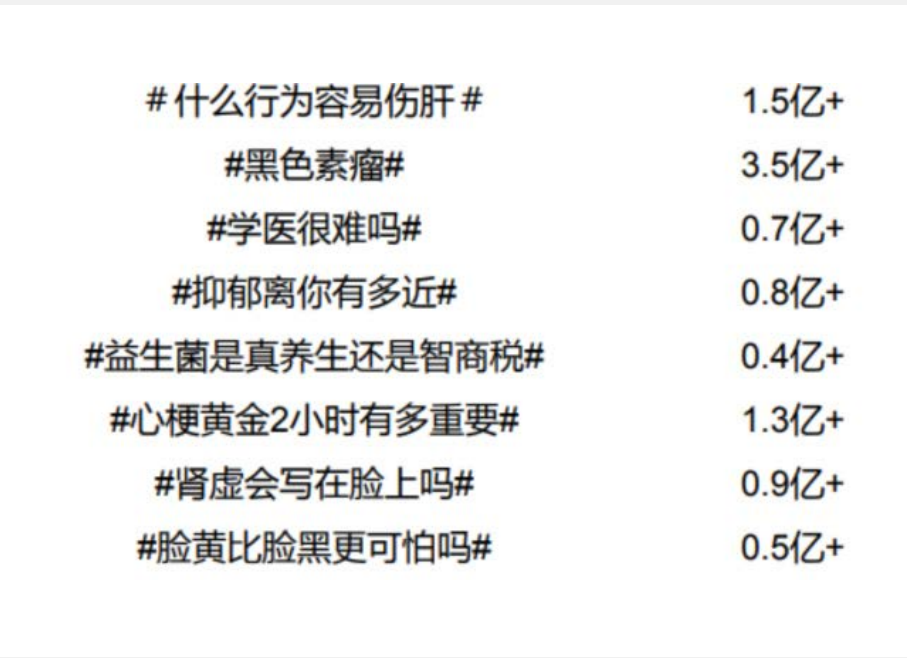 #什么行为容易伤肝# 1.5亿+
#黑色素瘤# 3.5亿+
#学医很难吗# 0.7亿+
#抑郁离你有多近# 0.8亿+
#益生菌是真养生还是智商税# 0.4亿+
#心梗黄金2小时有多重要# 1.3亿+
#肾虚会写在脸上吗# 0.9亿+
#脸黄比脸黑更可怕吗# 0.5亿+